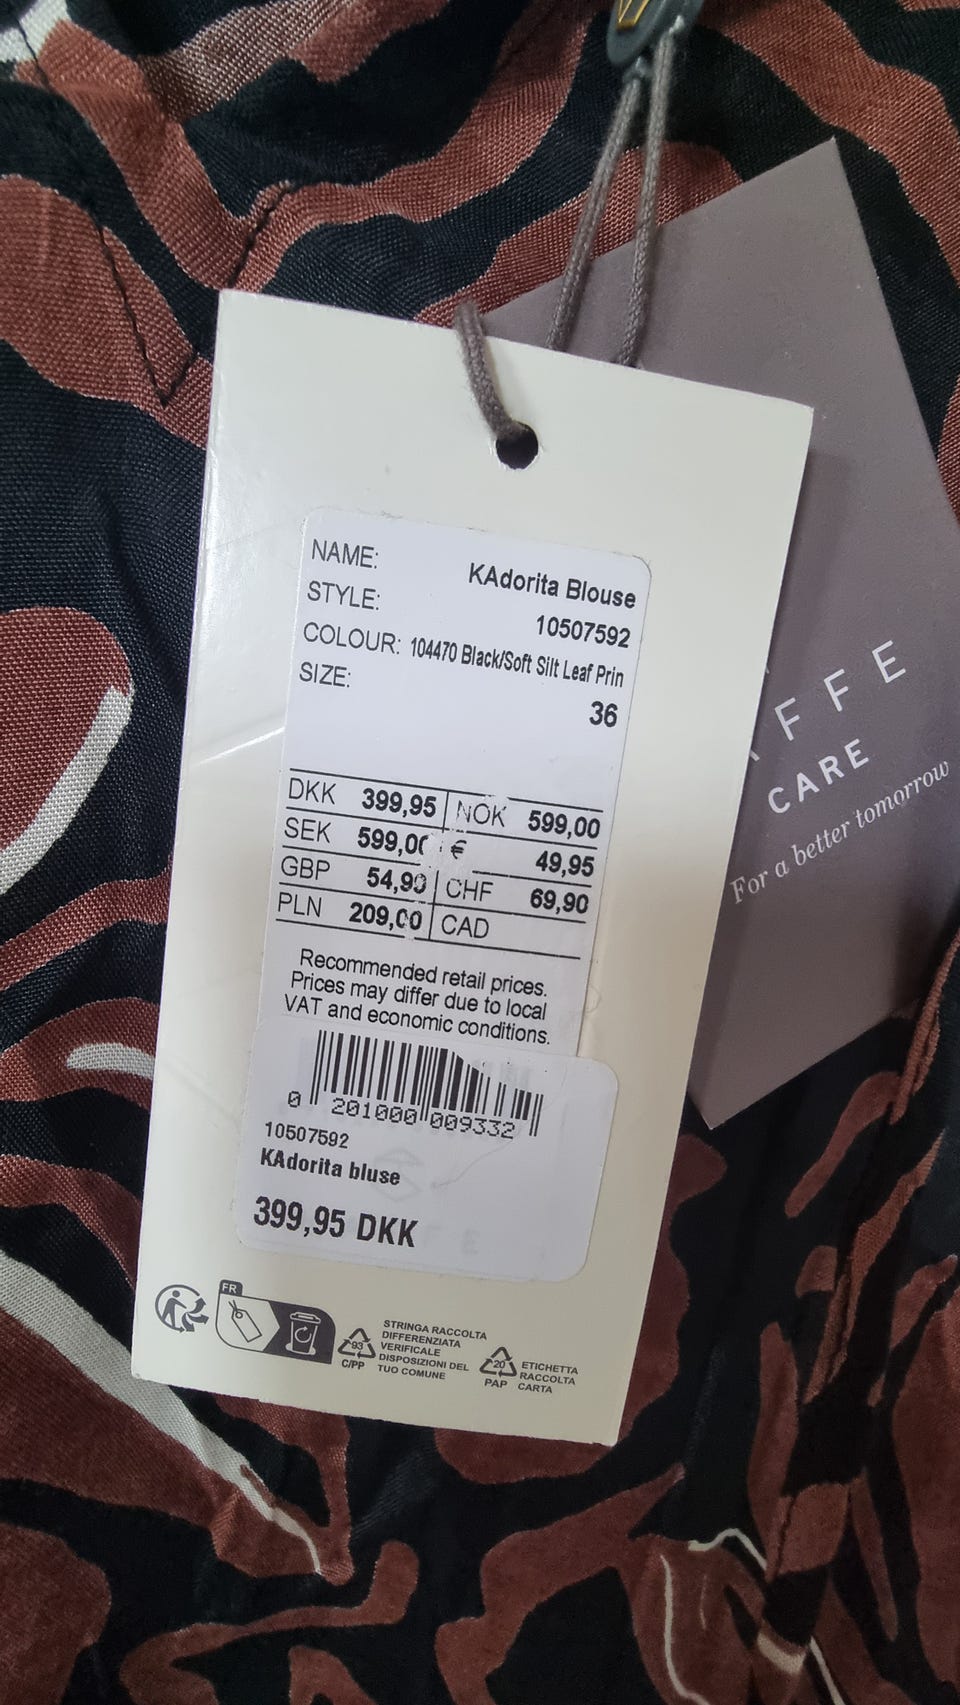 NAME:
KAdorita Blouse
STYLE:
10507592
COLOUR: 104470 Black/Soft Silt Leaf Prin
SIZE:
36
DKK 399,95 NOK 599,00
SEK 599,00 € 49,95
GBP 54,90 CHF 69,90
PLN 209,00 CAD
Recommended retail prices.
Prices may differ due to local
VAT and economic conditions.
0 201000 009332
10507592
KAdorita bluse
399,95 DKK
FR
93
C/PP
STRINGA RACCOLTA
DIFFERENZIATA
VERIFICALE
DISPOSIZIONI DEL
TUO COMUNE
20
PAP
ETICHETTA
RACCOLTA
CARTA
AFFE
CARE
For a better tomorrow